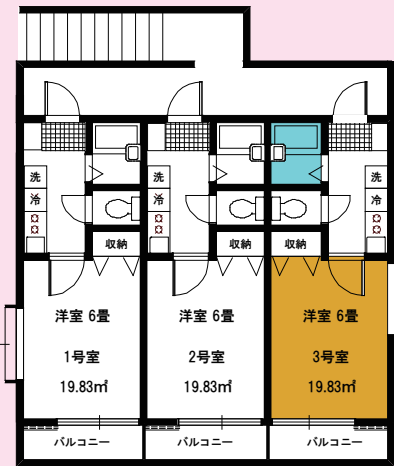 洗 洗 洗
冷 冷 冷
収納 収納 収納
洋室 6畳 洋室 6畳 洋室 6畳
1号室 2号室 3号室
19.83㎡ 19.83㎡ 19.83㎡
バルコニー バルコニー バルコニー